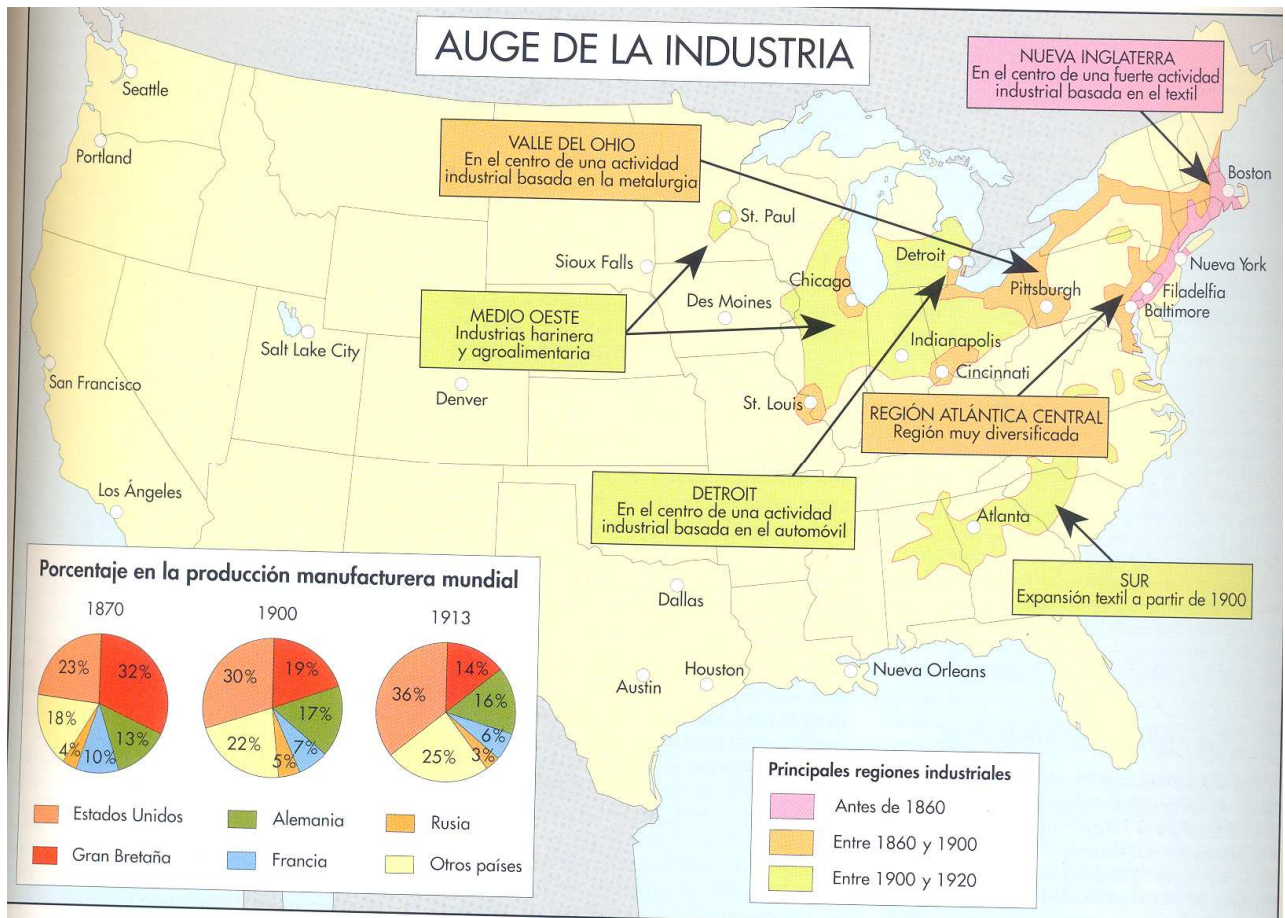 AUGE DE LA INDUSTRIA
NUEVA INGLATERRA
En el centro de una fuerte actividad
industrial basada en el textil
VALLE DEL OHIO
En el centro de una actividad
industrial basada en la metalurgia
Seattle
Portland
St. Paul
Boston
Sioux Falls
Detroit
Nueva York
Chicago
Pittsburgh
Filadelfia
Des Moines
Baltimore
MEDIO OESTE
Industrias harinera
y agroalimentaria
Salt Lake City
Indianapolis
Cincinnati
San Francisco
Denver
St. Louis
REGIÓN ATLÁNTICA CENTRAL
Región muy diversificada
Los Ángeles
DETROIT
En el centro de una actividad
industrial basada en el automóvil
Atlanta
SUR
Expansión textil a partir de 1900
Dallas
Austin
Houston
Nueva Orleans
Porcentaje en la producción manufacturera mundial
1870
1900
1913
23%
32%
18%
4%
10%
13%
30%
19%
17%
22%
5%
7%
36%
14%
16%
6%
25%
3%
Estados Unidos
Alemania
Rusia
Gran Bretaña
Francia
Otros países
Principales regiones industriales
Antes de 1860
Entre 1860 y 1900
Entre 1900 y 1920